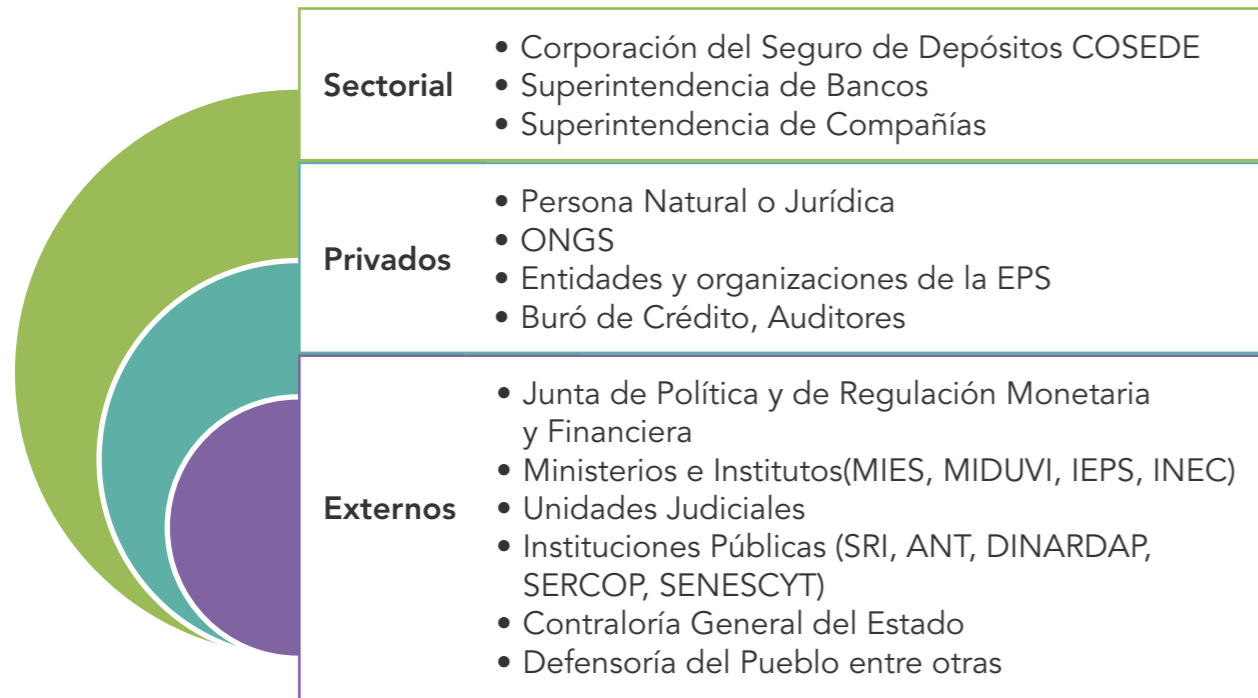 Sectorial
• Corporación del Seguro de Depósitos COSEDE
• Superintendencia de Bancos
• Superintendencia de Compañías
Privados
• Persona Natural o Jurídica
• ONGS
• Entidades y organizaciones de la EPS
• Buró de Crédito, Auditores
Externos
• Junta de Política y de Regulación Monetaria
y Financiera
• Ministerios e Institutos(MIES, MIDUVI, IEPS, INEC)
• Unidades Judiciales
• Instituciones Públicas (SRI, ANT, DINARDAP,
SERCOP, SENESCYT)
• Contraloría General del Estado
• Defensoría del Pueblo entre otras